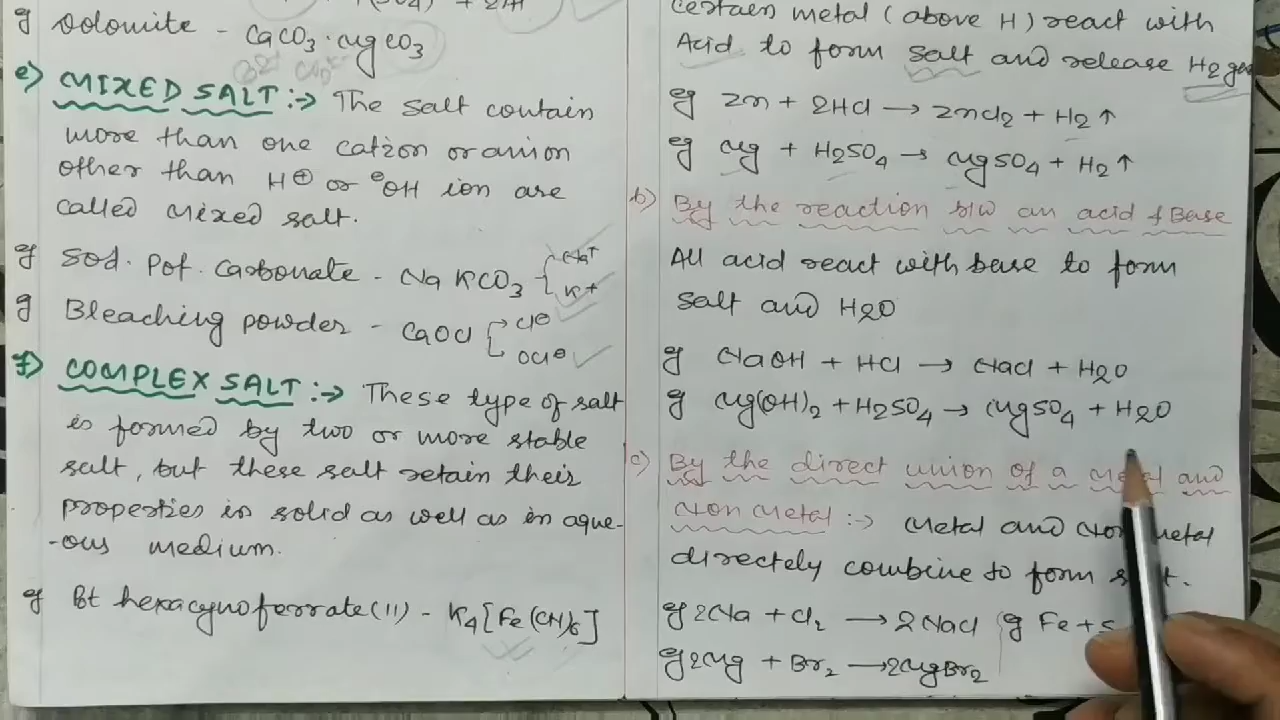 eg Dolomite - CaCO3.MgCO3
e) MIXED SALT :-> The salt contain
more than one cation or anion
other than H⊕ or ⊖OH ion are
called Mixed salt.
eg Sod. Pot. Carbonate - NaKCO3 { Na+
K+
eg Bleaching powder - CaOCl { Cl⊖
OCl⊖
f) COMPLEX SALT :-> These type of salt
is formed by two or more stable
salt, but these salt retain their
properties in solid as well as in aque-
-ous medium.
eg Pt hexacynoferrate(11) - K4[Fe(CN)6]
Certain metal (above H) react with
Acid to form salt and release H2 gas
eg Zn + 2HCl → ZnCl2 + H2 ↑
eg Mg + H2SO4 → MgSO4 + H2 ↑
b) By the reaction b/w an acid & Base
All acid react with base to form
salt and H2O
eg NaOH + HCl → NaCl + H2O
eg Mg(OH)2 + H2SO4 → MgSO4 + H2O
c) By the direct union of a Metal and
Non Metal :-> Metal and Non Metal
directely combine to form
eg 2Na + Cl2 → 2NaCl | eg Fe + S
eg 2Mg + Br2 → 2MgBr2